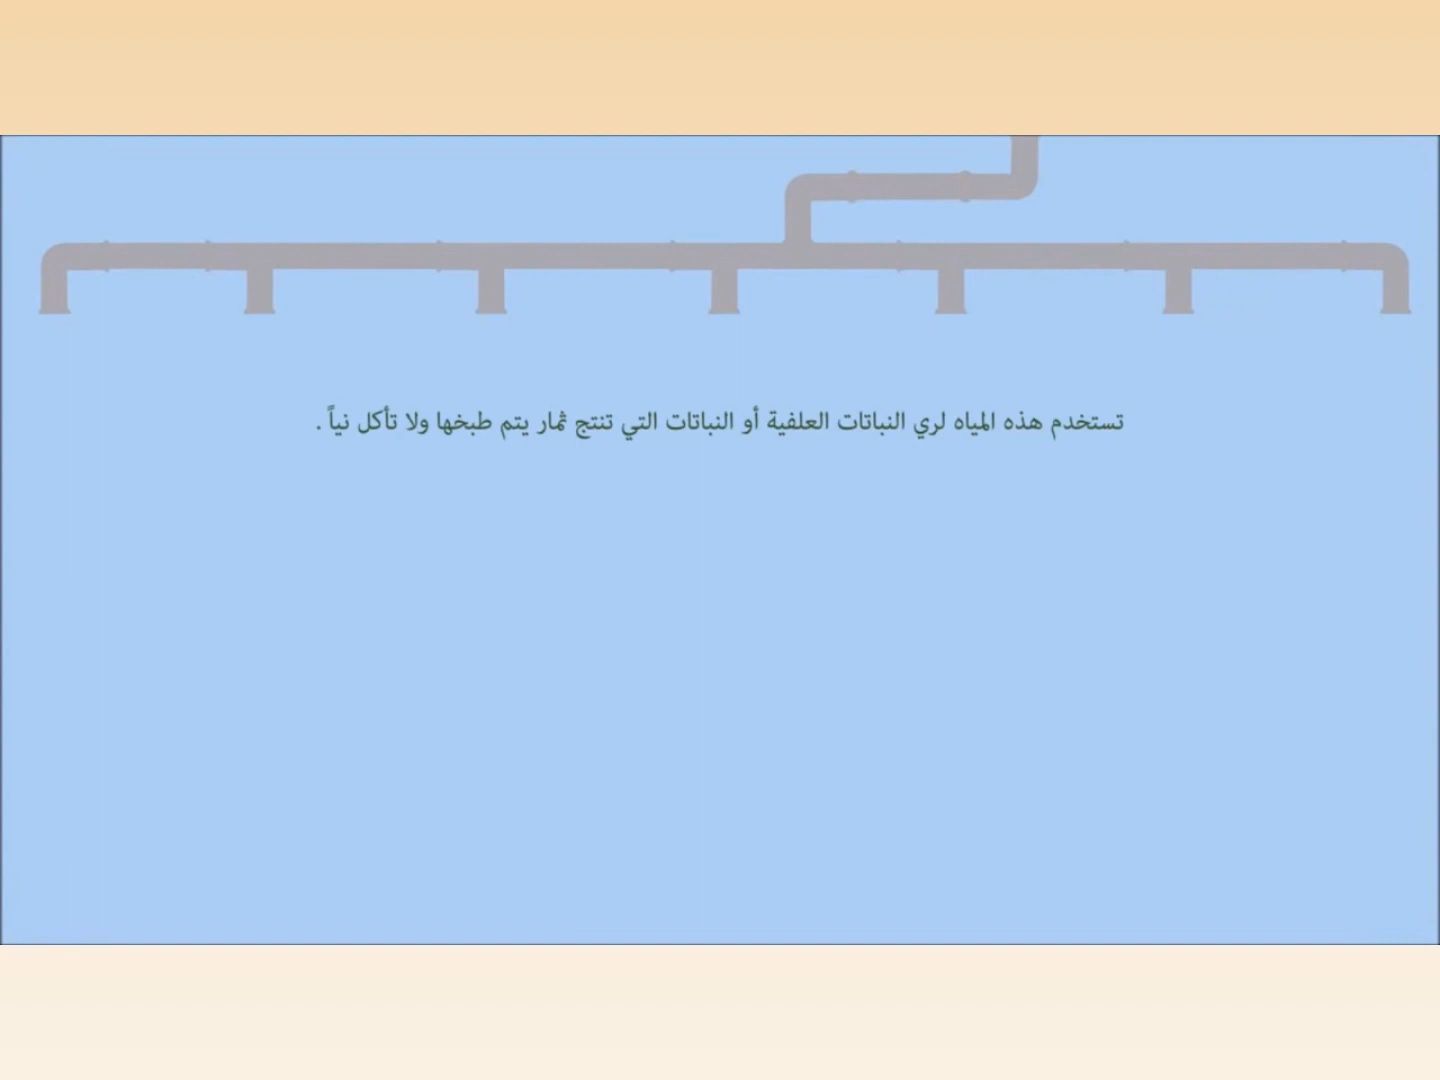 تستخدم هذه المياه لري النباتات العلفية أو النباتات التي تنتج ثمار يتم طبخها ولا تأكل نياً .